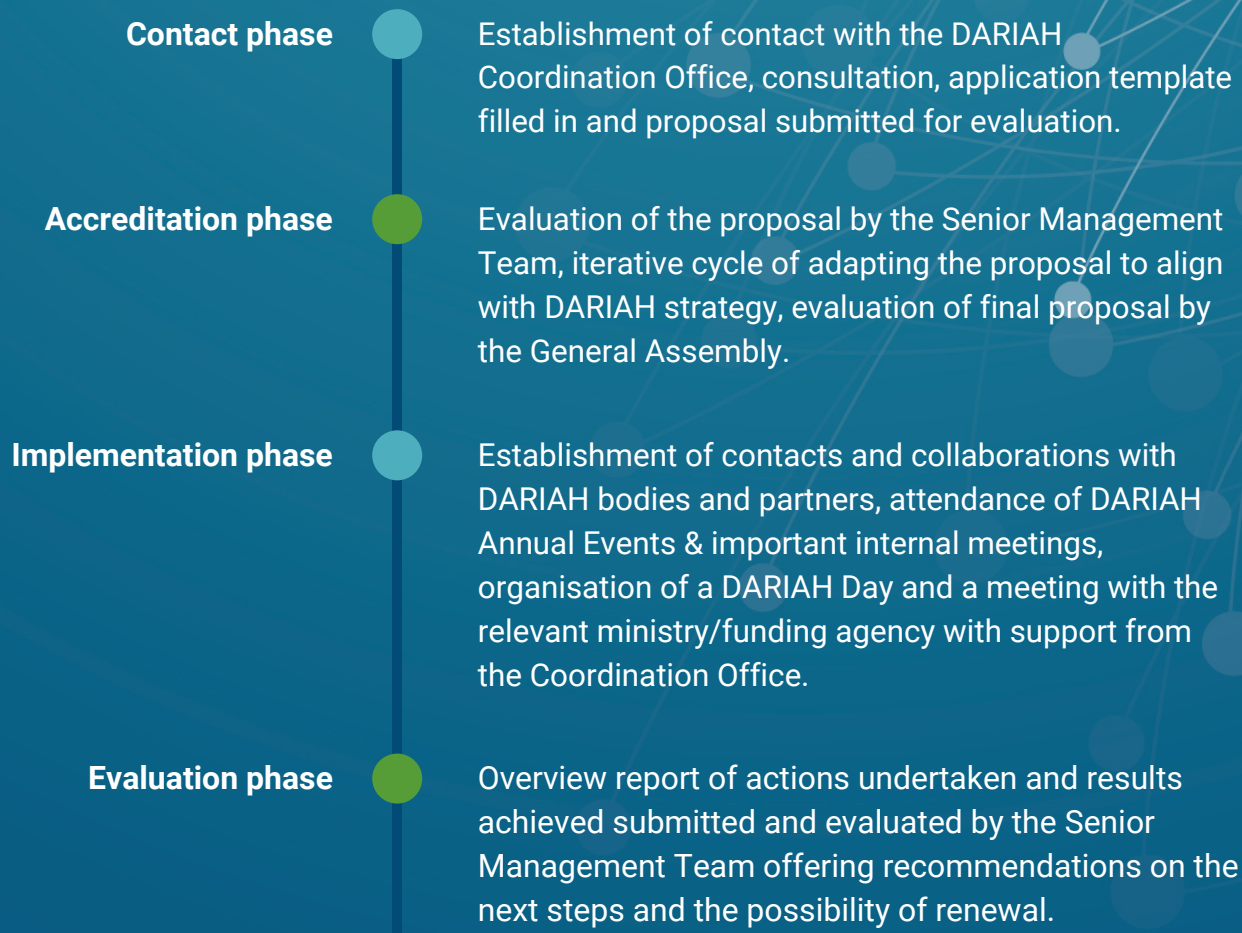 Contact phase
Establishment of contact with the DARIAH
Coordination Office, consultation, application template
filled in and proposal submitted for evaluation.
Accreditation phase
Evaluation of the proposal by the Senior Management
Team, iterative cycle of adapting the proposal to align
with DARIAH strategy, evaluation of final proposal by
the General Assembly.
Implementation phase
Establishment of contacts and collaborations with
DARIAH bodies and partners, attendance of DARIAH
Annual Events & important internal meetings,
organisation of a DARIAH Day and a meeting with the
relevant ministry/funding agency with support from
the Coordination Office.
Evaluation phase
Overview report of actions undertaken and results
achieved submitted and evaluated by the Senior
Management Team offering recommendations on the
next steps and the possibility of renewal.